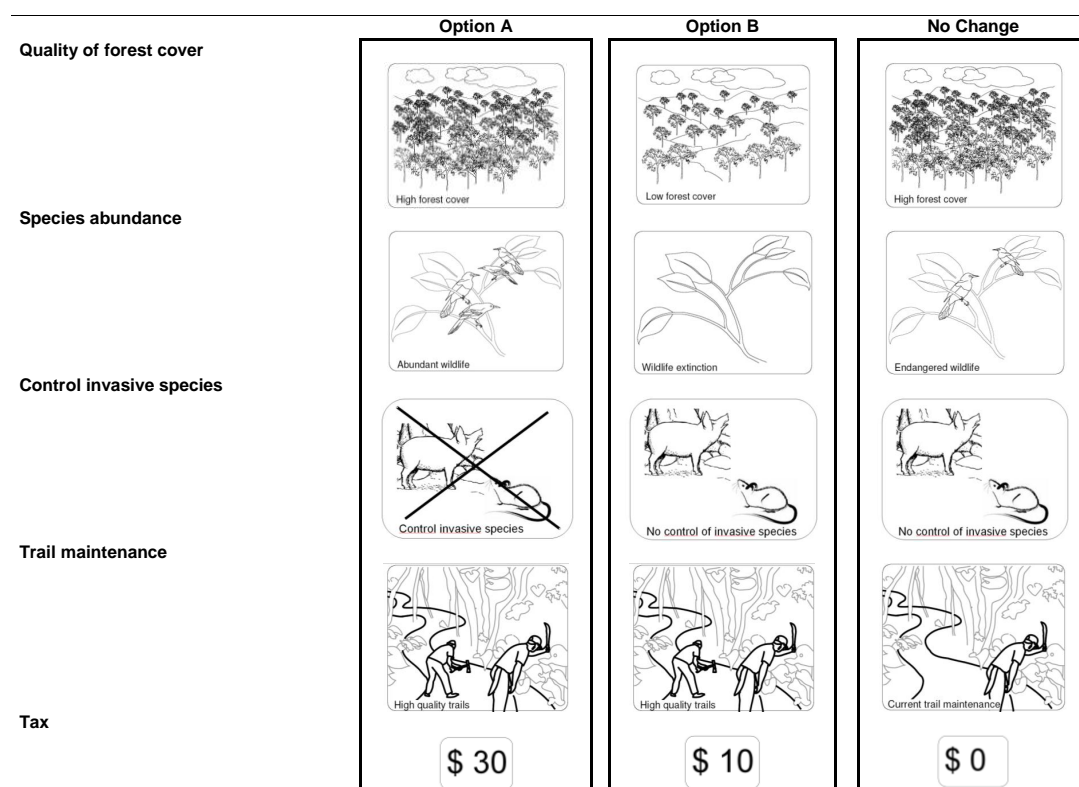 Option A Option B No Change
Quality of forest cover
High forest cover Low forest cover High forest cover
Species abundance
Abundant wildlife Wildlife extinction Endangered wildlife
Control invasive species
Control invasive species No control of invasive species No control of invasive species
Trail maintenance
High quality trails High quality trails Current trail maintenance
Tax
$ 30 $ 10 $ 0